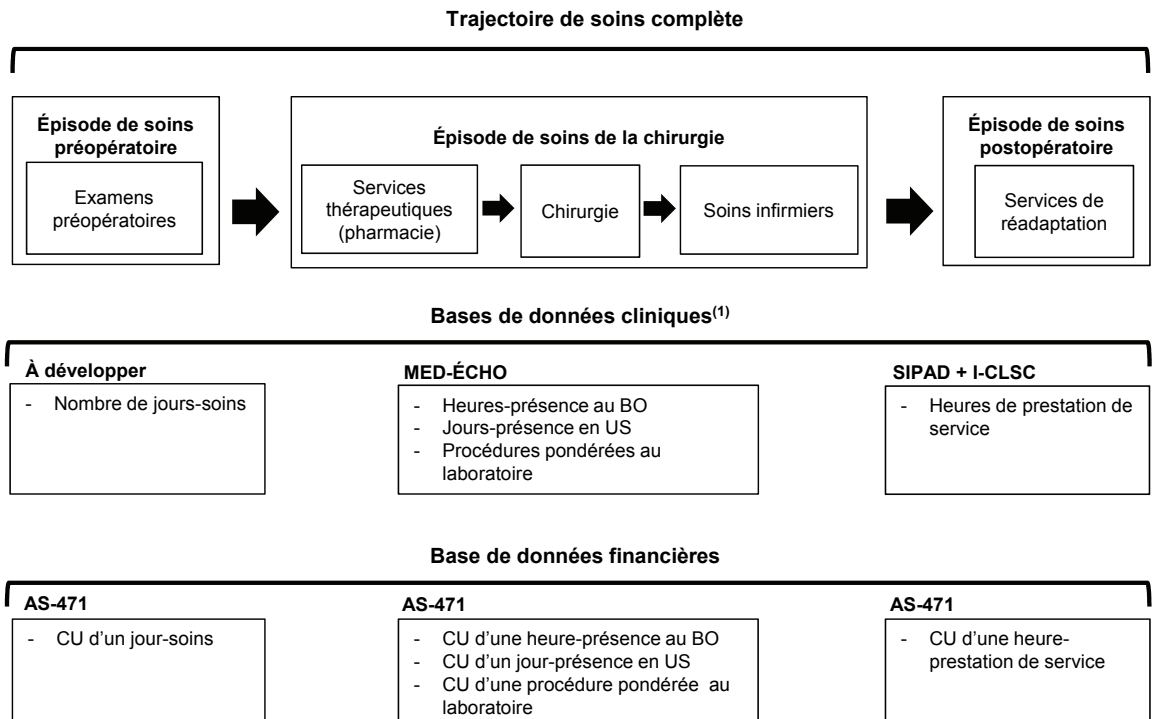 Trajectoire de soins complète
Épisode de soins
préopératoire
Examens
préopératoires
Épisode de soins de la chirurgie
Services
thérapeutiques
(pharmacie)
Chirurgie
Soins infirmiers
Épisode de soins
postopératoire
Services de
réadaptation
Bases de données cliniques(1)
À développer
- Nombre de jours-soins
MED-ÉCHO
- Heures-présence au BO
- Jours-présence en US
- Procédures pondérées au
laboratoire
SIPAD + I-CLSC
- Heures de prestation de
service
Base de données financières
AS-471
- CU d'un jour-soins
AS-471
- CU d'une heure-présence au BO
- CU d'un jour-présence en US
- CU d'une procédure pondérée au
laboratoire
AS-471
- CU d'une heure-
prestation de service